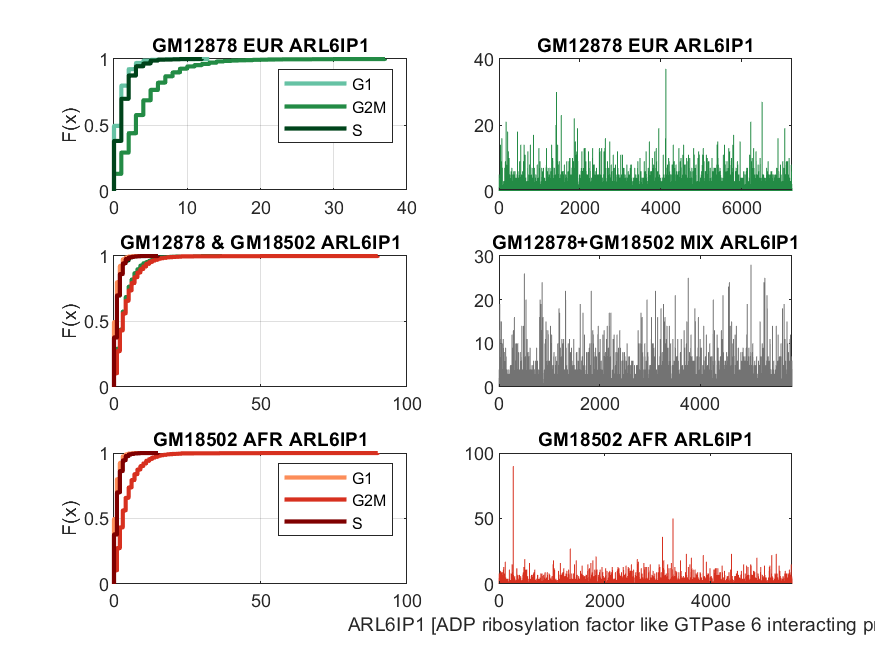 GM12878 EUR ARL6IP1
1
0.5
0
F(x)
G1
G2M
S
0 10 20 30 40
GM12878 EUR ARL6IP1
40
20
0
0 2000 4000 6000
GM12878 & GM18502 ARL6IP1
1
0.5
0
F(x)
0 50 100
GM12878+GM18502 MIX ARL6IP1
30
20
10
0
0 2000 4000
GM18502 AFR ARL6IP1
1
0.5
0
F(x)
G1
G2M
S
0 50 100
GM18502 AFR ARL6IP1
100
50
0
0 2000 4000
ARL6IP1 [ADP ribosylation factor like GTPase 6 interacting